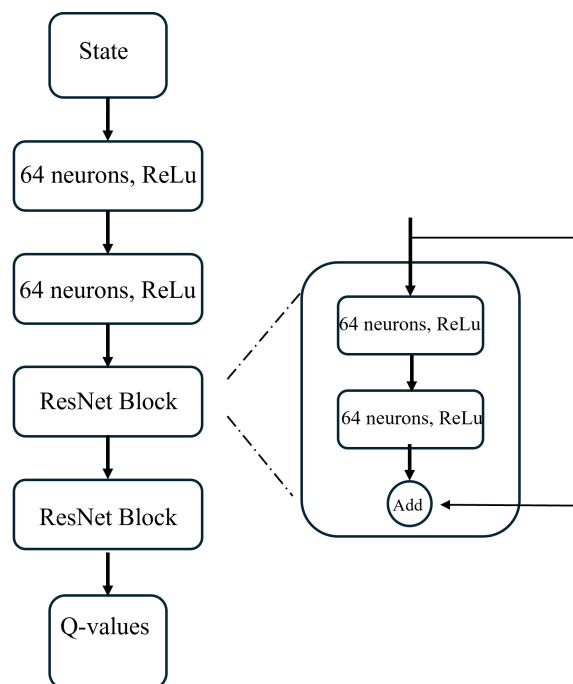 State
64 neurons, ReLu
64 neurons, ReLu
ResNet Block
ResNet Block
Q-values
64 neurons, ReLu
64 neurons, ReLu
Add